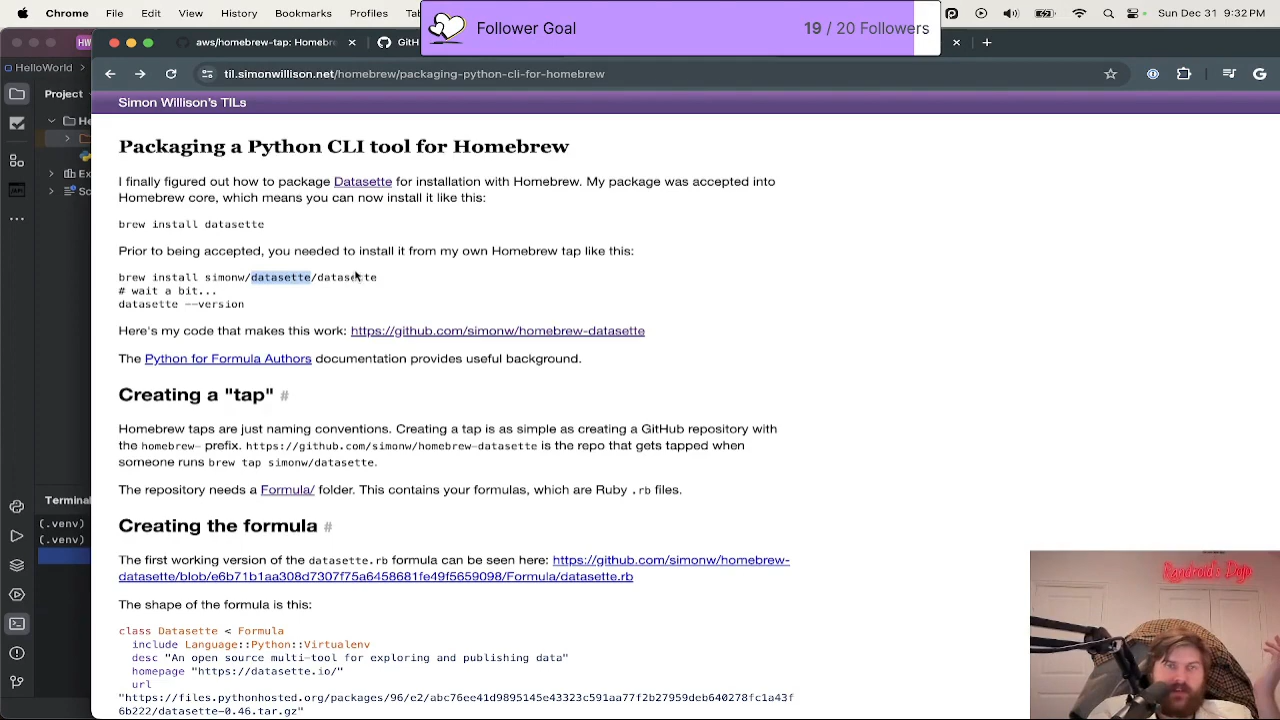 Follower Goal 19 / 20 Followers
Sun Dec 31 9:32 PM
aws/homebrew-tap: Homebr
GitH
HelloWorld
til.simonwillison.net/homebrew/packaging-python-cli-for-homebrew
Project
Simon Willison's TILs
Packaging a Python CLI tool for Homebrew
I finally figured out how to package Datasette for installation with Homebrew. My package was accepted into
Homebrew core, which means you can now install it like this:
brew install datasette
Prior to being accepted, you needed to install it from my own Homebrew tap like this:
brew install simonw/datasette/datasette
# wait a bit...
datasette --version
Here's my code that makes this work: https://github.com/simonw/homebrew-datasette
The Python for Formula Authors documentation provides useful background.
Creating a "tap" #
Homebrew taps are just naming conventions. Creating a tap is as simple as creating a GitHub repository with
the homebrew- prefix. https://github.com/simonw/homebrew-datasette is the repo that gets tapped when
someone runs brew tap simonw/datasette.
The repository needs a Formula/ folder. This contains your formulas, which are Ruby .rb files.
Terminal
(.venv)
(.venv)
Creating the formula #
The first working version of the datasette.rb formula can be seen here: https://github.com/simonw/homebrew-
datasette/blob/e6b71b1aa308d7307f75a6458681fe49f5659098/Formula/datasette.rb
The shape of the formula is this:
class Datasette < Formula
include Language::Python::Virtualenv
desc "An open source multi-tool for exploring and publishing data"
homepage "https://datasette.io/"
url
"https://files.pythonhosted.org/packages/96/e2/abc76ee41d9895145e43323c591aa77f2b27959deb640278fc1a43f
6b222/datasette-0.46.tar.gz"